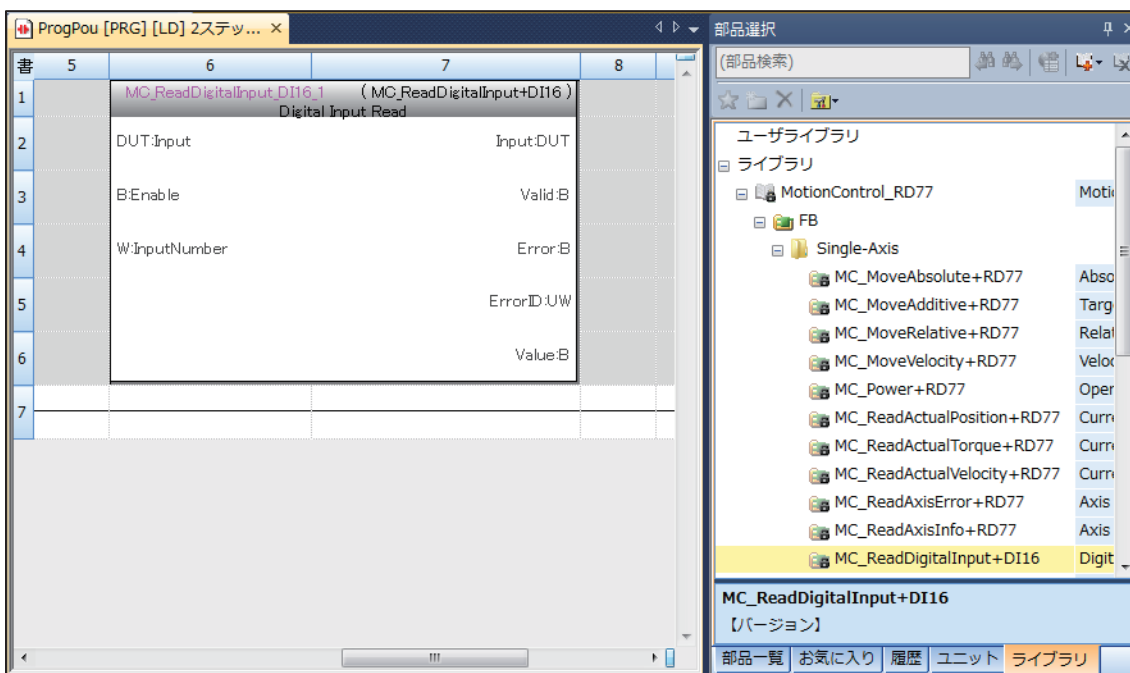 ProgPou [PRG] [LD] 2ステッ...
書 5 6 7 8
1
MC_ReadDigitalInput_DI16_1 (MC_ReadDigitalInput+DI16)
Digital Input Read
2 DUT:Input Input:DUT
3 B:Enable Valid:B
4 W:InputNumber Error:B
5 ErrorID:UW
6 Value:B
7
部品選択
(部品検索)
ユーザライブラリ
ライブラリ
MotionControl_RD77 Motio
FB
Single-Axis
MC_MoveAbsolute+RD77 Abso
MC_MoveAdditive+RD77 Targ
MC_MoveRelative+RD77 Relat
MC_MoveVelocity+RD77 Veloc
MC_Power+RD77 Oper
MC_ReadActualPosition+RD77 Curre
MC_ReadActualTorque+RD77 Curre
MC_ReadActualVelocity+RD77 Curre
MC_ReadAxisError+RD77 Axis
MC_ReadAxisInfo+RD77 Axis
MC_ReadDigitalInput+DI16 Digit
MC_ReadDigitalInput+DI16
【バージョン】
部品一覧 お気に入り 履歴 ユニット ライブラリ